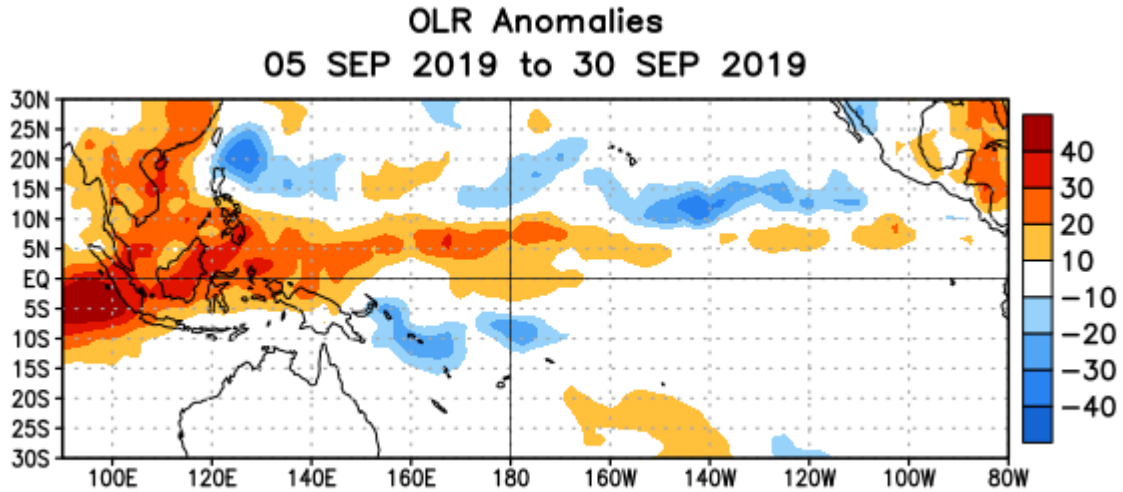 OLR Anomalies
05 SEP 2019 to 30 SEP 2019
30N
25N
20N
15N
10N
5N
EQ
5S
10S
15S
20S
25S
30S
100E 120E 140E 160E 180 160W 140W 120W 100W 80W
40
30
20
10
-10
-20
-30
-40